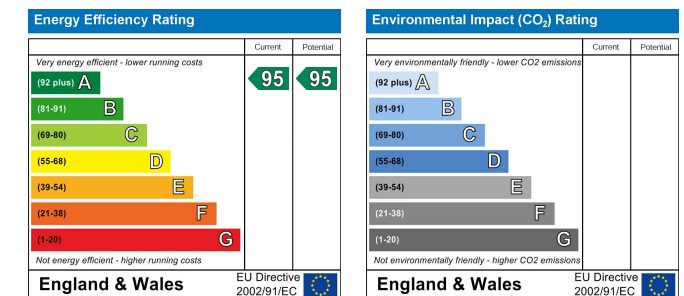 Energy Efficiency Rating
Current Potential
Very energy efficient - lower running costs
(92 plus) A 95 95
(81-91) B
(69-80) C
(55-68) D
(39-54) E
(21-38) F
(1-20) G
Not energy efficient - higher running costs
England & Wales
EU Directive
2002/91/EC
Environmental Impact (CO₂) Rating
Current Potential
Very environmentally friendly - lower CO2 emissions
(92 plus) A
(81-91) B
(69-80) C
(55-68) D
(39-54) E
(21-38) F
(1-20) G
Not environmentally friendly - higher CO2 emissions
England & Wales
EU Directive
2002/91/EC